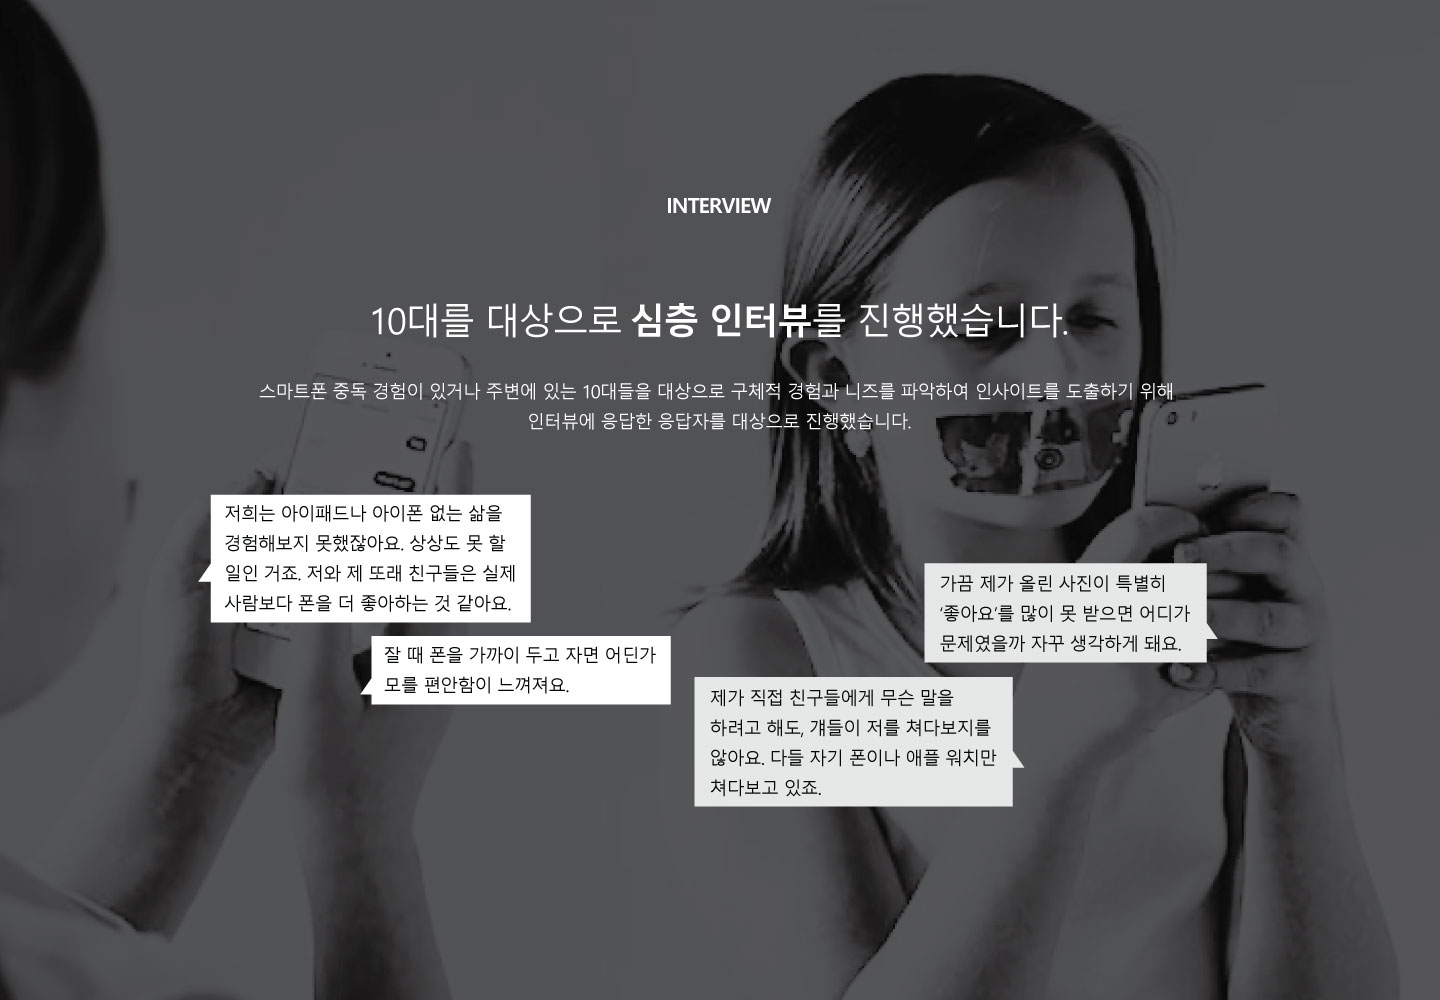 INTERVIEW
10대를 대상으로 심층 인터뷰를 진행했습니다.
스마트폰 중독 경험이 있거나 주변에 있는 10대들을 대상으로 구체적 경험과 니즈를 파악하여 인사이트를 도출하기 위해
인터뷰에 응답한 응답자를 대상으로 진행했습니다.
저희는 아이패드나 아이폰 없는 삶을
경험해보지 못했잖아요. 상상도 못 할
일인 거죠. 저와 제 또래 친구들은 실제
사람보다 폰을 더 좋아하는 것 같아요.
잘 때 폰을 가까이 두고 자면 어딘가
모를 편안함이 느껴져요.
가끔 제가 올린 사진이 특별히
‘좋아요’를 많이 못 받으면 어디가
문제였을까 자꾸 생각하게 돼요.
제가 직접 친구들에게 무슨 말을
하려고 해도, 걔들이 저를 쳐다보지를
않아요. 다들 자기 폰이나 애플 워치만
쳐다보고 있죠.